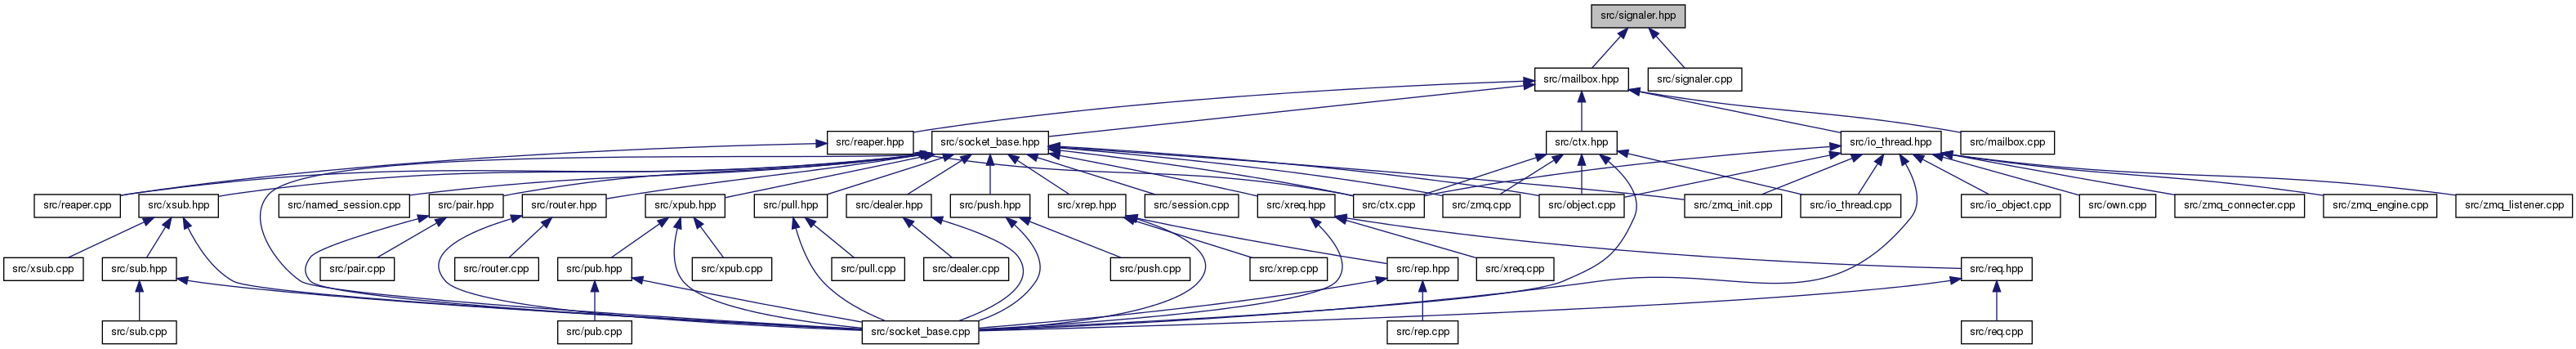 src/signaler.hpp
src/mailbox.hpp
src/signaler.cpp
src/reaper.hpp
src/socket_base.hpp
src/ctx.hpp
src/io_thread.hpp
src/mailbox.cpp
src/reaper.cpp
src/xsub.hpp
src/named_session.cpp
src/pair.hpp
src/router.hpp
src/xpub.hpp
src/pull.hpp
src/dealer.hpp
src/push.hpp
src/xrep.hpp
src/session.cpp
src/xreq.hpp
src/ctx.cpp
src/zmq.cpp
src/object.cpp
src/zmq_init.cpp
src/io_thread.cpp
src/io_object.cpp
src/own.cpp
src/zmq_connecter.cpp
src/zmq_engine.cpp
src/zmq_listener.cpp
src/xsub.cpp
src/sub.hpp
src/pair.cpp
src/router.cpp
src/pub.hpp
src/xpub.cpp
src/pull.cpp
src/dealer.cpp
src/push.cpp
src/xrep.cpp
src/rep.hpp
src/xreq.cpp
src/req.hpp
src/sub.cpp
src/pub.cpp
src/socket_base.cpp
src/rep.cpp
src/req.cpp